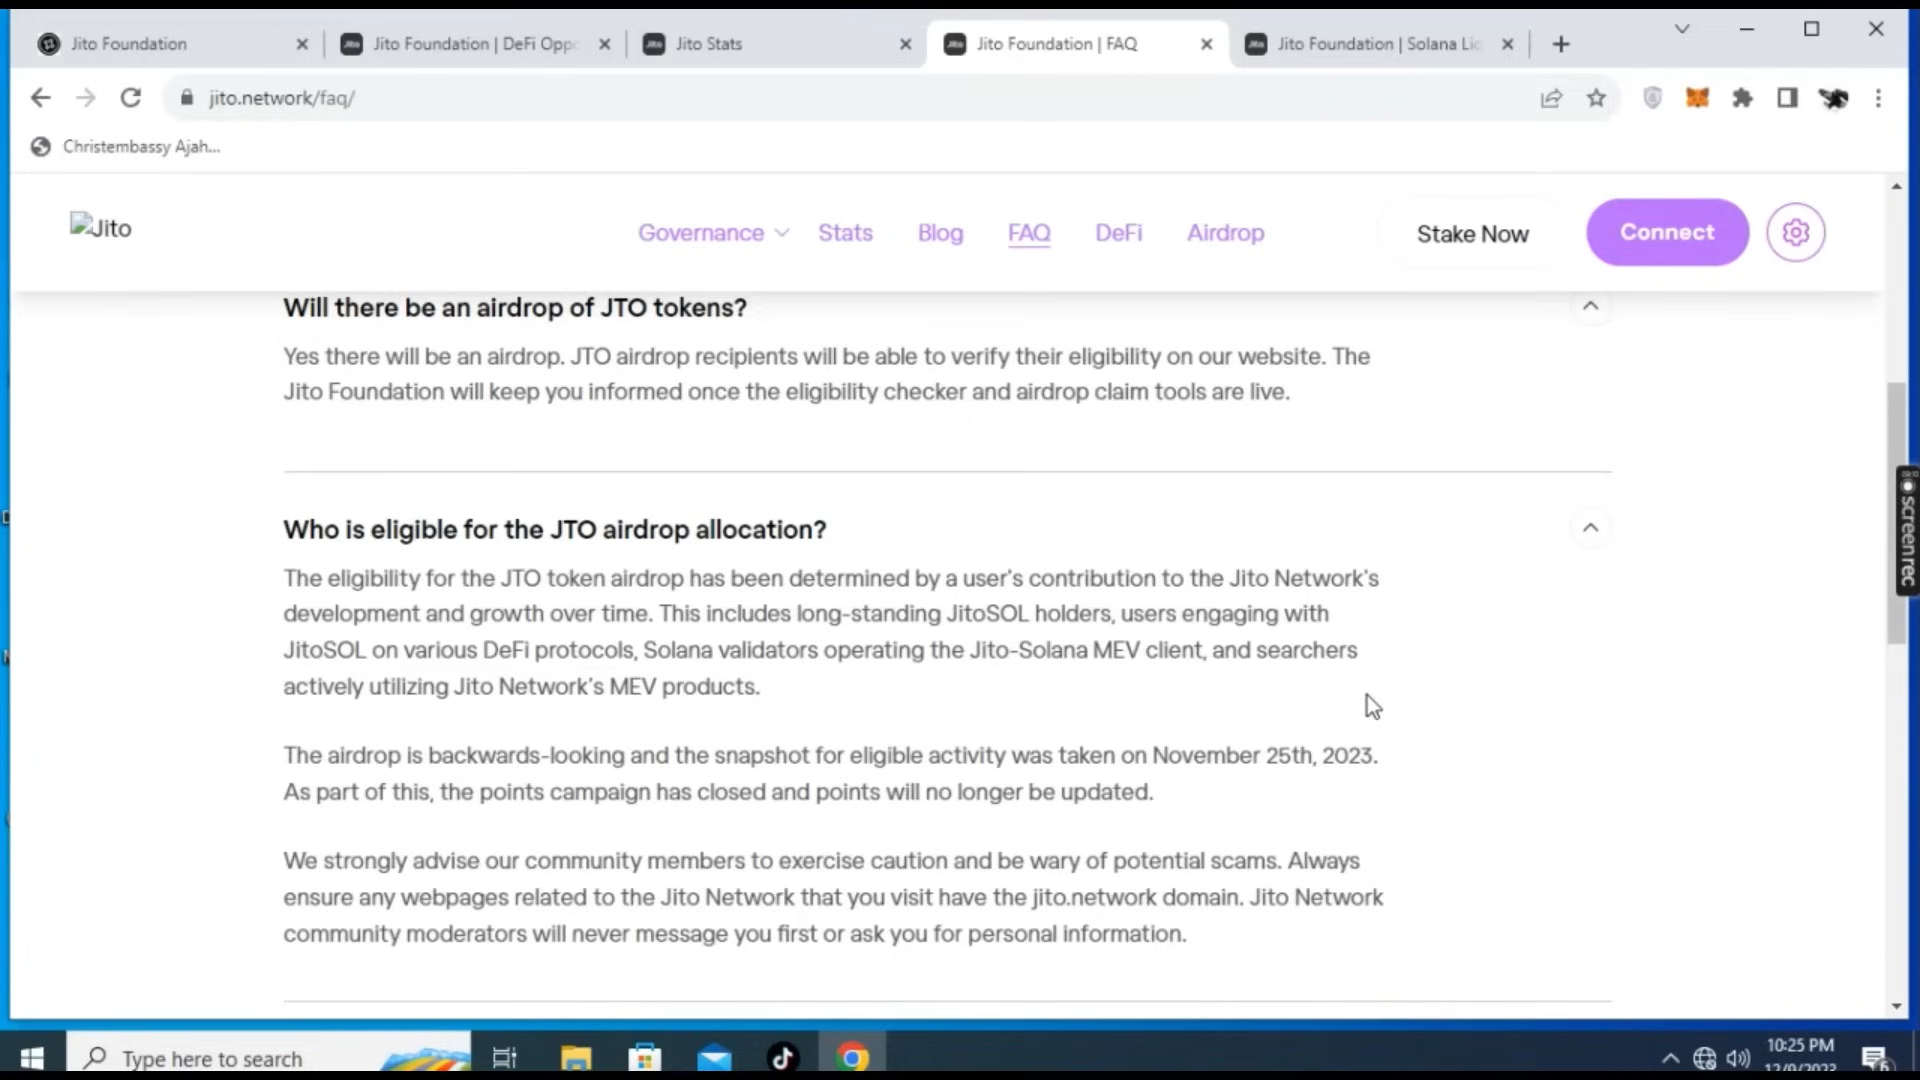 Jito Foundation
Jito Foundation | DeFi Oppo
Jito Stats
Jito Foundation | FAQ
Jito Foundation | Solana Lic
jito.network/faq/
Christembassy Ajah...
Jito
Governance
Stats
Blog
FAQ
DeFi
Airdrop
Stake Now
Connect
Will there be an airdrop of JTO tokens?
Yes there will be an airdrop. JTO airdrop recipients will be able to verify their eligibility on our website. The
Jito Foundation will keep you informed once the eligibility checker and airdrop claim tools are live.
Who is eligible for the JTO airdrop allocation?
The eligibility for the JTO token airdrop has been determined by a user's contribution to the Jito Network's
development and growth over time. This includes long-standing JitoSOL holders, users engaging with
JitoSOL on various DeFi protocols, Solana validators operating the Jito-Solana MEV client, and searchers
actively utilizing Jito Network's MEV products.
The airdrop is backwards-looking and the snapshot for eligible activity was taken on November 25th, 2023.
As part of this, the points campaign has closed and points will no longer be updated.
We strongly advise our community members to exercise caution and be wary of potential scams. Always
ensure any webpages related to the Jito Network that you visit have the jito.network domain. Jito Network
community moderators will never message you first or ask you for personal information.
screenrec
Type here to search
10:25 PM
12/9/2023